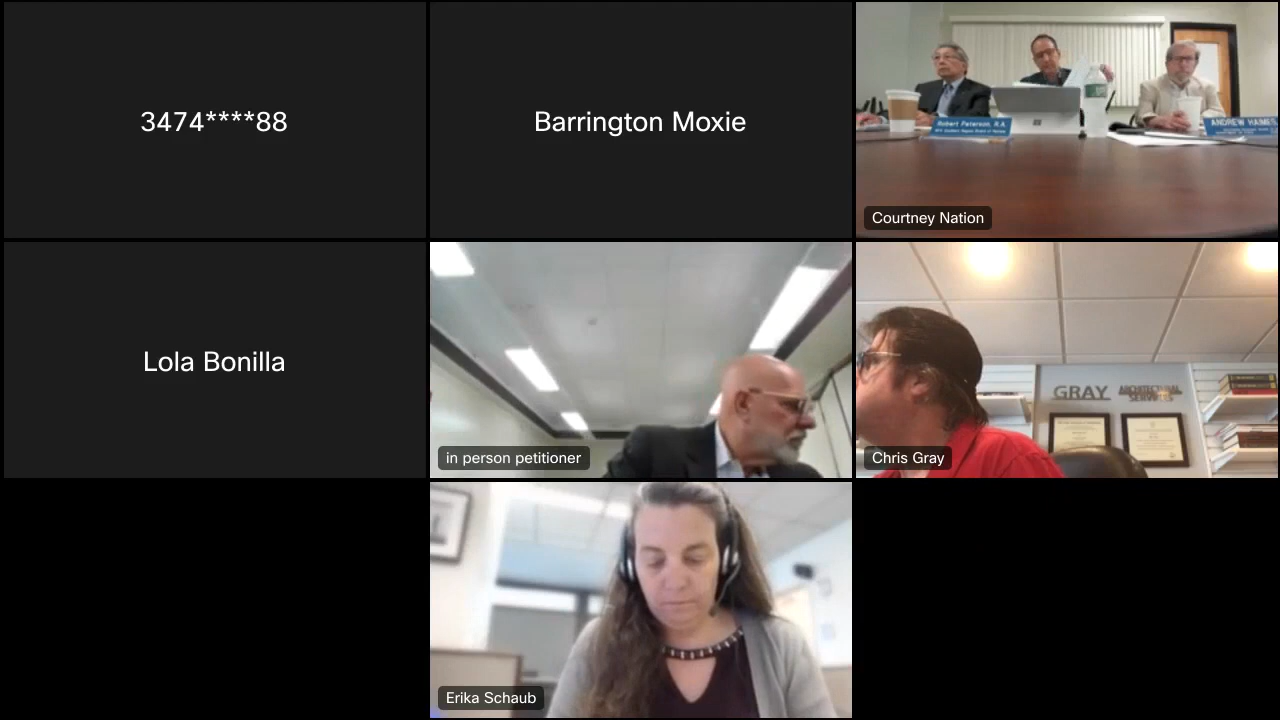 3474****88
Barrington Moxie
Robert Peterson, R.A.
ANDREW HAIMES
Courtney Nation
Lola Bonilla
in person petitioner
GRAY
ARCHITECTURAL
SERVICES
Chris Gray
Erika Schaub